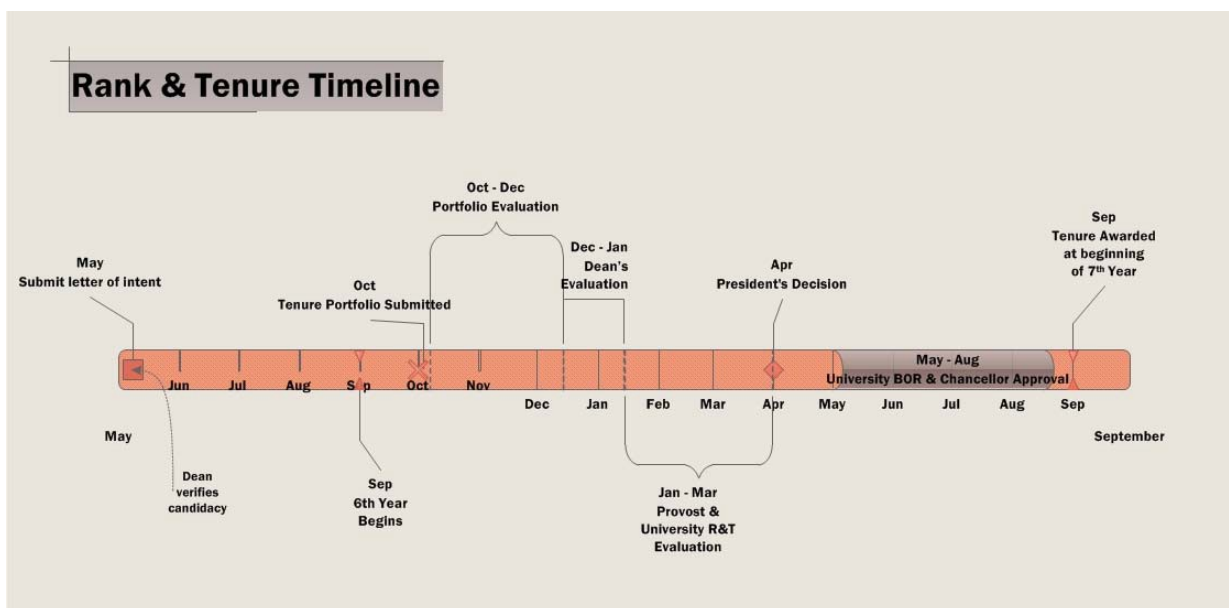 Rank & Tenure Timeline
Oct - Dec
Portfolio Evaluation
Sep
Tenure Awarded
at beginning
of 7th Year
Dec - Jan
Dean's
Evaluation
May
Submit letter of intent
Apr
President's Decision
Oct
Tenure Portfolio Submitted
May - Aug
University BOR & Chancellor Approval
Jun Jul Aug Sep Oct Nov
Dec Jan Feb Mar Apr May Jun Jul Aug Sep
May
September
Dean
verifies
candidacy
Sep
6th Year
Begins
Jan - Mar
Provost &
University R&T
Evaluation